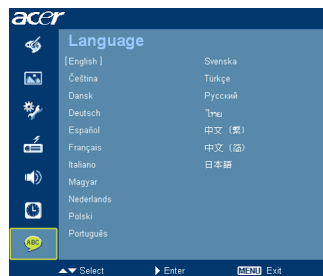 acer
Language
[English]
Čeština
Dansk
Deutsch
Español
Français
Italiano
Magyar
Nederlands
Polski
Português
Svenska
Türkçe
Русский
ไทย
中文 (繁)
中文 (简)
日本語
ABC
Select
Enter
MENU Exit